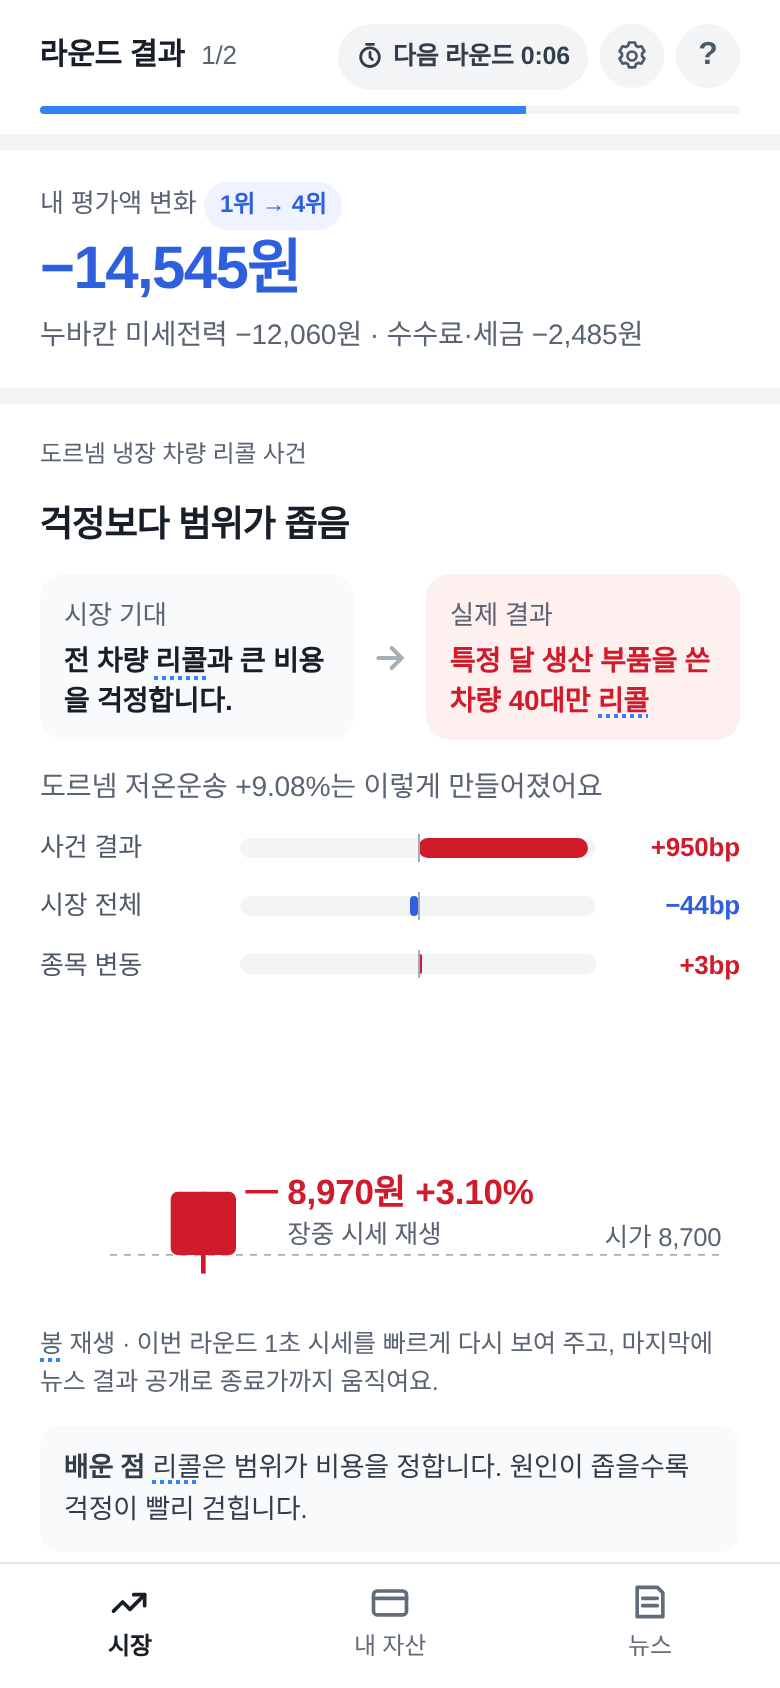 라운드 결과 1/2
다음 라운드 0:06
?
내 평가액 변화 1위 → 4위
−14,545원
누바칸 미세전력 −12,060원 · 수수료·세금 −2,485원
도르넴 냉장 차량 리콜 사건
걱정보다 범위가 좁음
시장 기대
전 차량 리콜과 큰 비용
을 걱정합니다.
실제 결과
특정 달 생산 부품을 쓴
차량 40대만 리콜
도르넴 저온운송 +9.08%는 이렇게 만들어졌어요
사건 결과 +950bp
시장 전체 −44bp
종목 변동 +3bp
8,970원 +3.10%
장중 시세 재생
시가 8,700
봉 재생 · 이번 라운드 1초 시세를 빠르게 다시 보여 주고, 마지막에
뉴스 결과 공개로 종료가까지 움직여요.
배운 점 리콜은 범위가 비용을 정합니다. 원인이 좁을수록
걱정이 빨리 걷힙니다.
시장
내 자산
뉴스